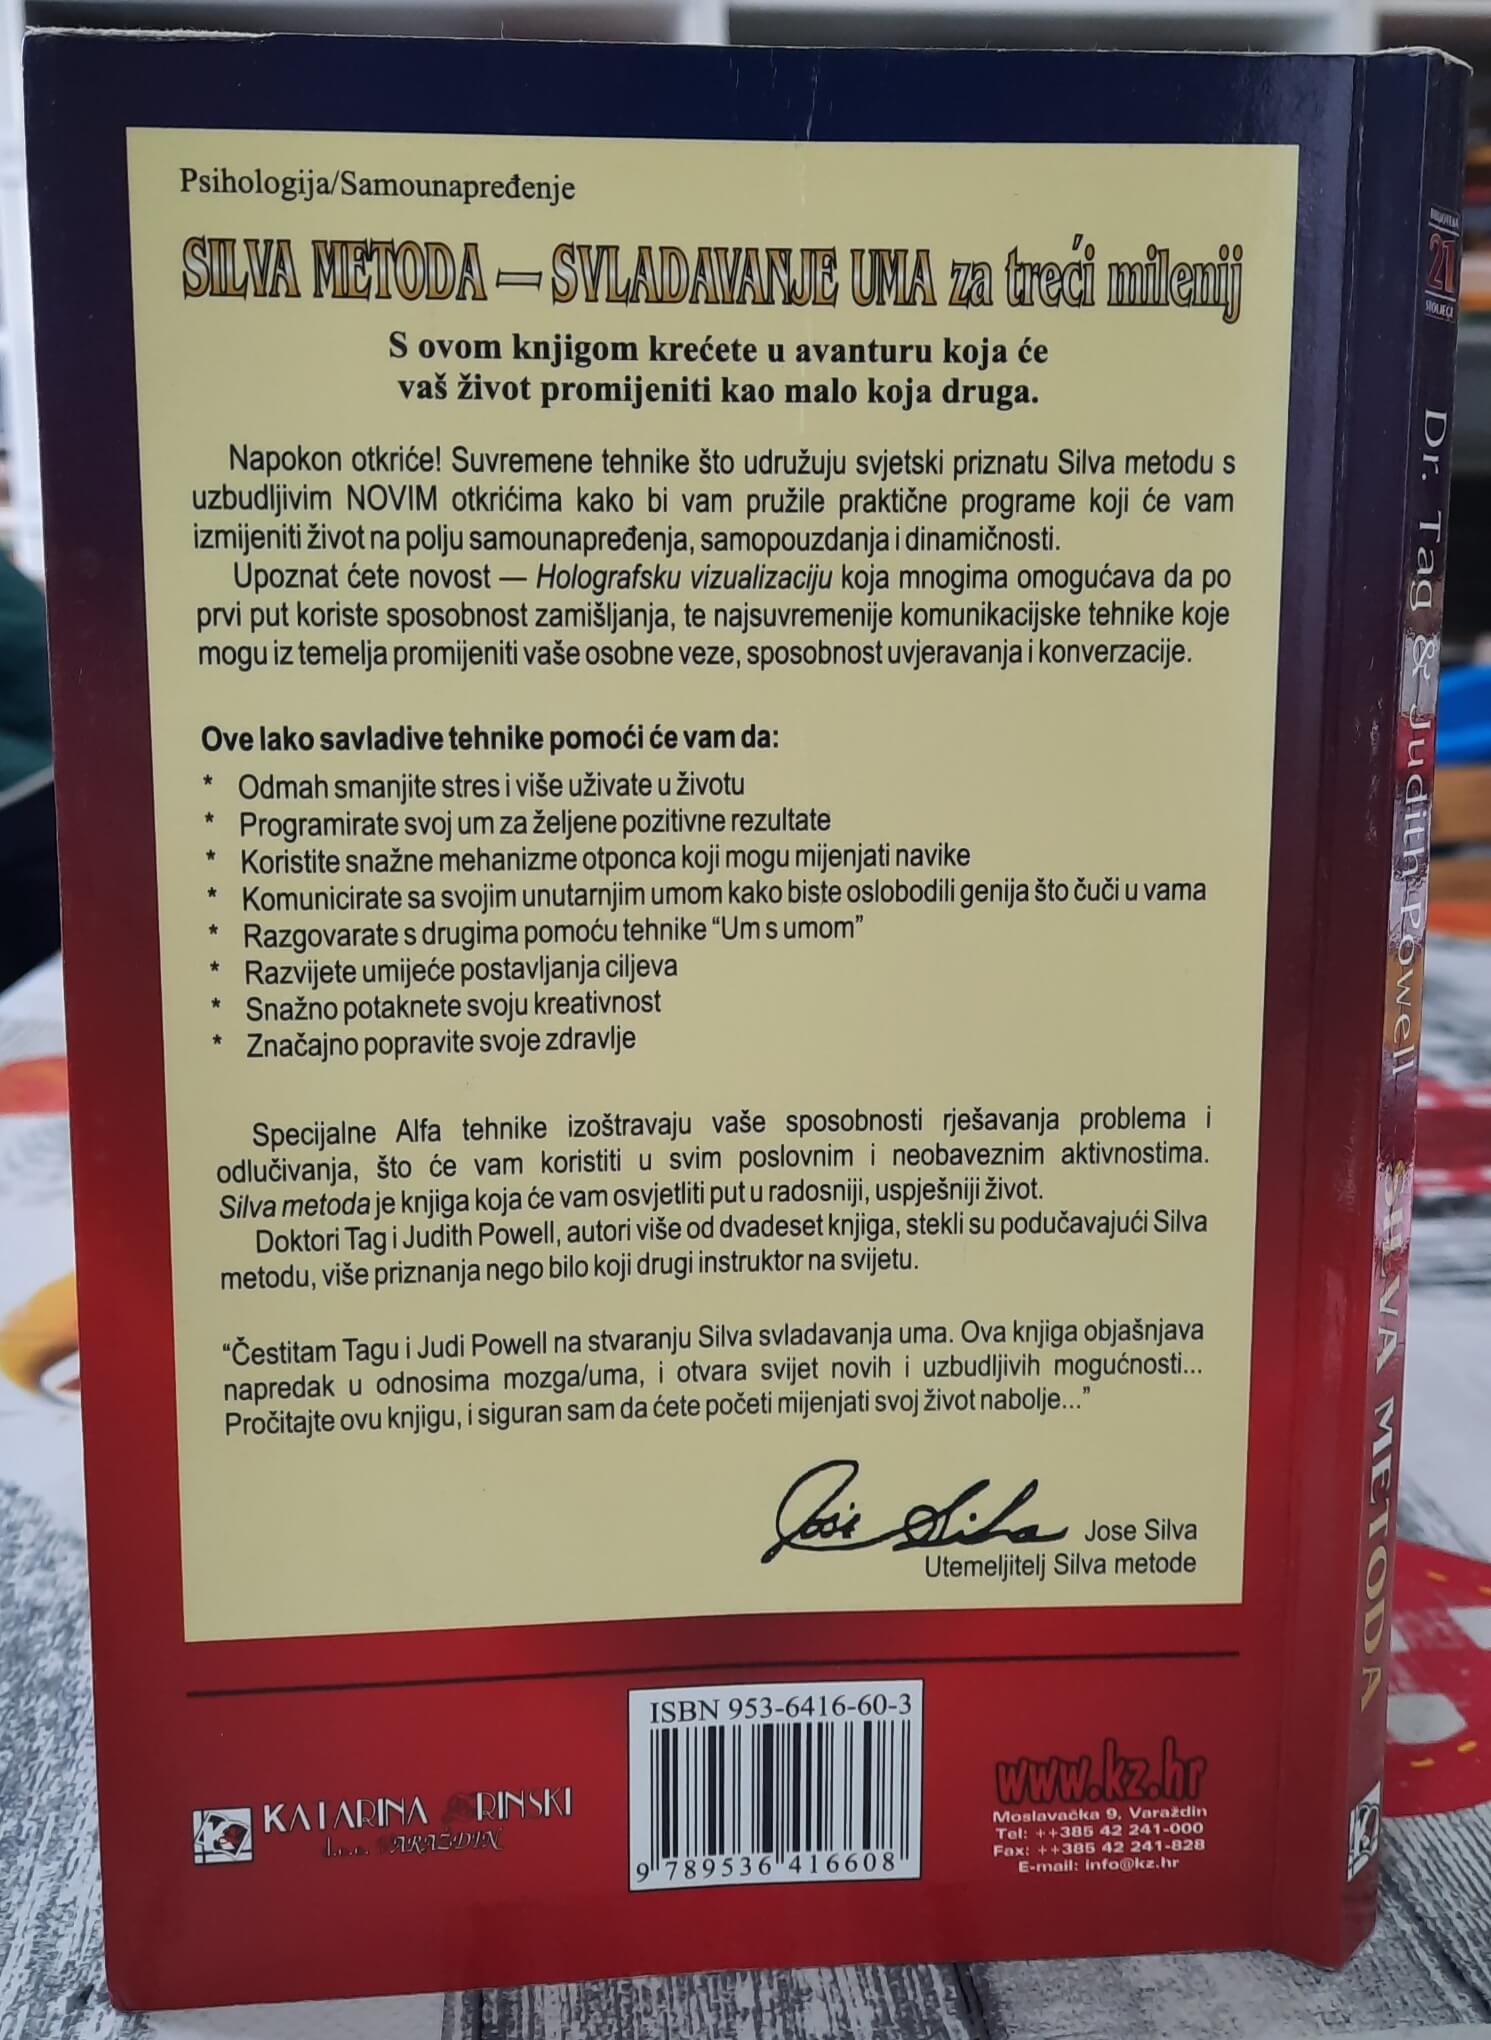 Psihologija/Samounapređenje
SILVA METODA — SVLADAVANJE UMA za treći milenij
S ovom knjigom krećete u avanturu koja će
vaš život promijeniti kao malo koja druga.
Napokon otkriće! Suvremene tehnike što udružuju svjetski priznatu Silva metodu s
uzbudljivim NOVIM otkrićima kako bi vam pružile praktične programe koji će vam
izmijeniti život na polju samounapređenja, samopouzdanja i dinamičnosti.
Upoznat ćete novost — Holografsku vizualizaciju koja mnogima omogućava da po
prvi put koriste sposobnost zamišljanja, te najsuvremenije komunikacijske tehnike koje
mogu iz temelja promijeniti vaše osobne veze, sposobnost uvjeravanja i konverzacije.
Ove lako savladive tehnike pomoći će vam da:
* Odmah smanjite stres i više uživate u životu
* Programirate svoj um za željene pozitivne rezultate
* Koristite snažne mehanizme otponca koji mogu mijenjati navike
* Komunicirate sa svojim unutarnjim umom kako biste oslobodili genija što čuči u vama
* Razgovarate s drugima pomoću tehnike “Um s umom”
* Razvijete umijeće postavljanja ciljeva
* Snažno potaknete svoju kreativnost
* Značajno popravite svoje zdravlje
Specijalne Alfa tehnike izoštravaju vaše sposobnosti rješavanja problema i
odlučivanja, što će vam koristiti u svim poslovnim i neobaveznim aktivnostima.
Silva metoda je knjiga koja će vam osvjetliti put u radosniji, uspješniji život.
Doktori Tag i Judith Powell, autori više od dvadeset knjiga, stekli su podučavajući Silva
metodu, više priznanja nego bilo koji drugi instruktor na svijetu.
“Čestitam Tagu i Judi Powell na stvaranju Silva svladavanja uma. Ova knjiga objašnjava
napredak u odnosima mozga/uma, i otvara svijet novih i uzbudljivih mogućnosti...
Pročitajte ovu knjigu, i siguran sam da ćete početi mijenjati svoj život nabolje...”
Jose Silva Jose Silva
Utemeljitelj Silva metode
ISBN 953-6416-60-3
9 789536 416608
KATARINA
www.kz.hr
Moslavačka 9, Varaždin
Tel: ++385 42 241-000
Fax: ++385 42 241-828
E-mail: info@kz.hr
BIBLIOTEKA
21
STOLJEĆA
Dr. Tag & Judith Powell SILVA METODA